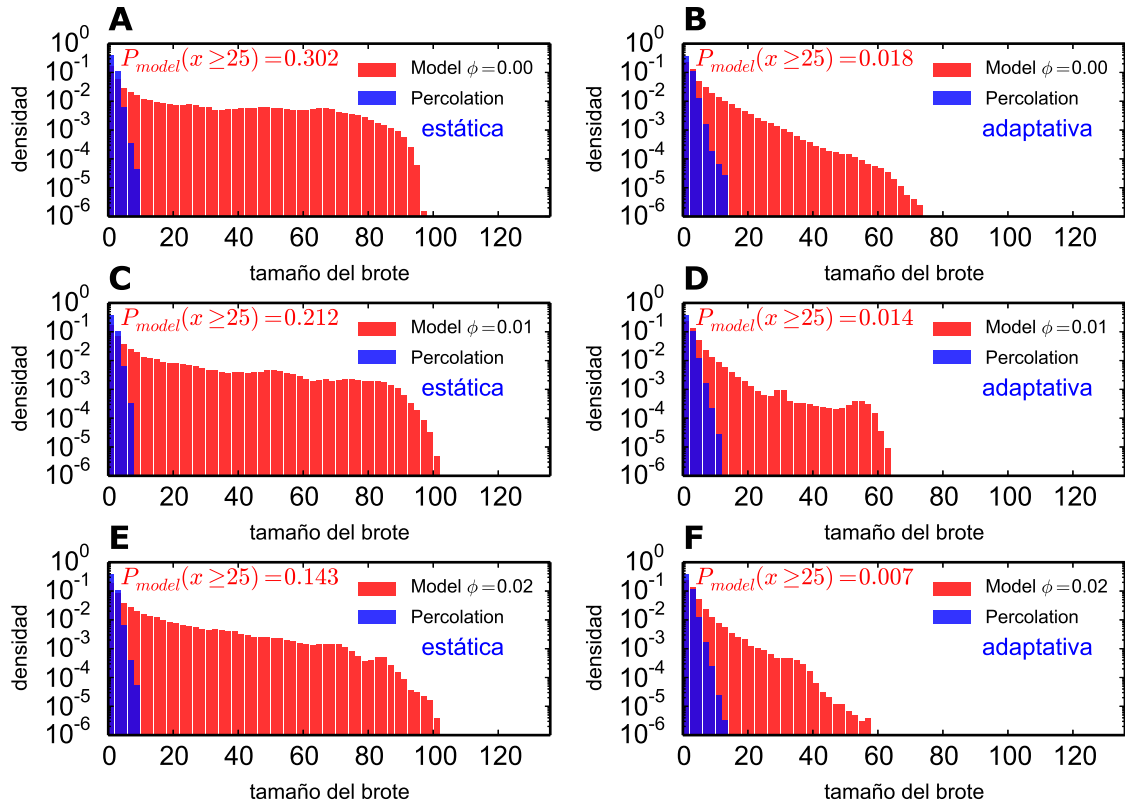 A
P_model(x ≥25)=0.302
Model ϕ=0.00
Percolation
estática
densidad
10^0
10^-1
10^-2
10^-3
10^-4
10^-5
10^-6
0 20 40 60 80 100 120
tamaño del brote
B
P_model(x ≥25)=0.018
Model ϕ=0.00
Percolation
adaptativa
densidad
10^0
10^-1
10^-2
10^-3
10^-4
10^-5
10^-6
0 20 40 60 80 100 120
tamaño del brote
C
P_model(x ≥25)=0.212
Model ϕ=0.01
Percolation
estática
densidad
10^0
10^-1
10^-2
10^-3
10^-4
10^-5
10^-6
0 20 40 60 80 100 120
tamaño del brote
D
P_model(x ≥25)=0.014
Model ϕ=0.01
Percolation
adaptativa
densidad
10^0
10^-1
10^-2
10^-3
10^-4
10^-5
10^-6
0 20 40 60 80 100 120
tamaño del brote
E
P_model(x ≥25)=0.143
Model ϕ=0.02
Percolation
estática
densidad
10^0
10^-1
10^-2
10^-3
10^-4
10^-5
10^-6
0 20 40 60 80 100 120
tamaño del brote
F
P_model(x ≥25)=0.007
Model ϕ=0.02
Percolation
adaptativa
densidad
10^0
10^-1
10^-2
10^-3
10^-4
10^-5
10^-6
0 20 40 60 80 100 120
tamaño del brote